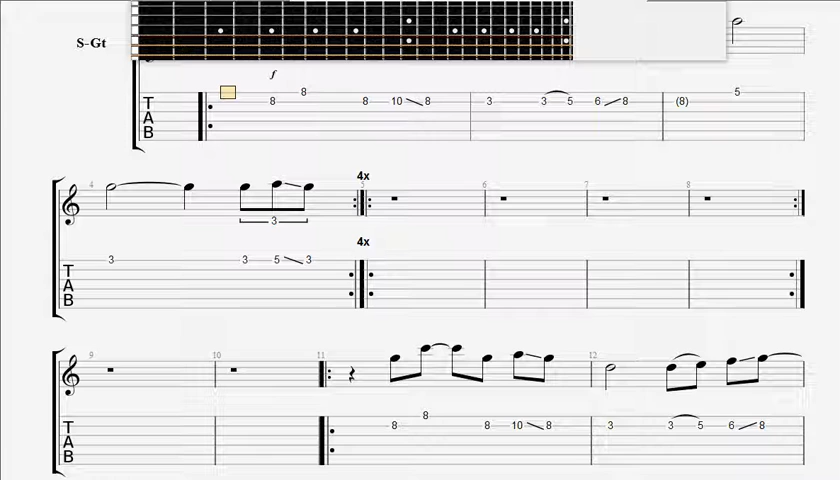 S-Gt
f
8
T 8 8 10 8 3 3 5 6 8 (8) 5
A
B
4 4x 5 6 7 8
3
4x
3 3 5 3
T
A
B
9 10 11 12
8
T 8 8 10 8 3 3 5 6 8
A
B